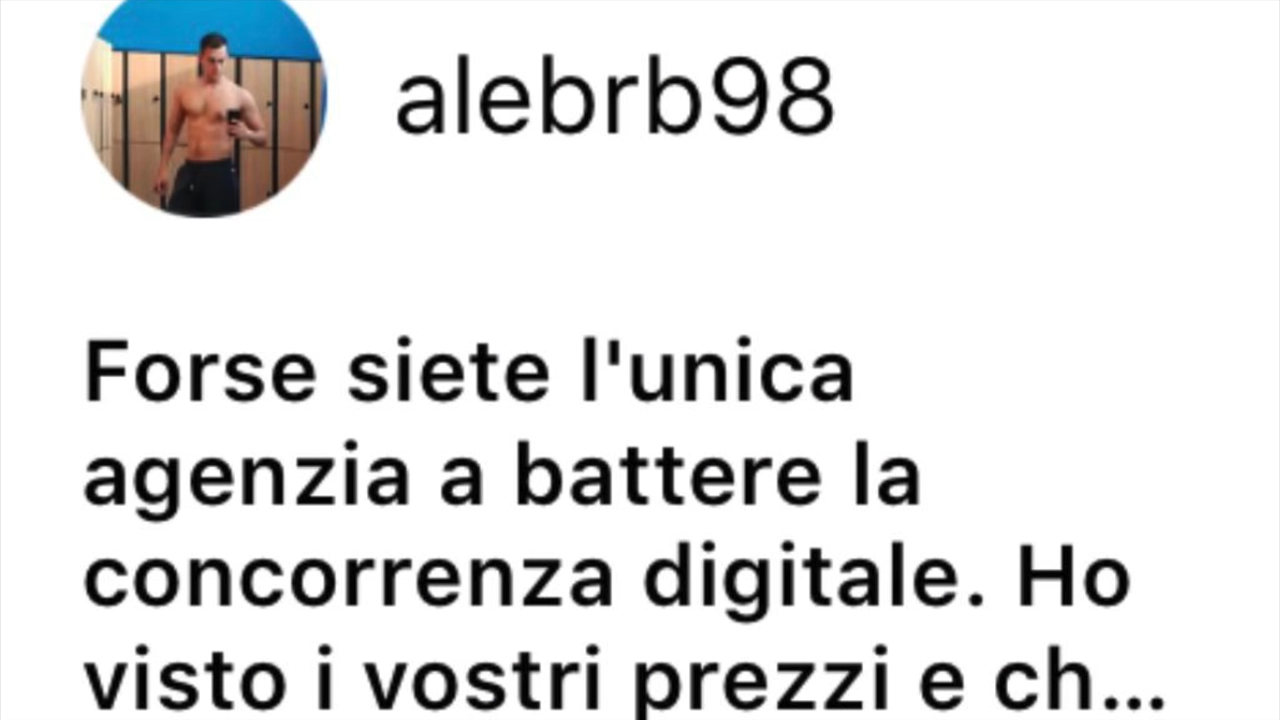 alebrb98
Forse siete l'unica
agenzia a battere la
concorrenza digitale. Ho
visto i vostri prezzi e ch...